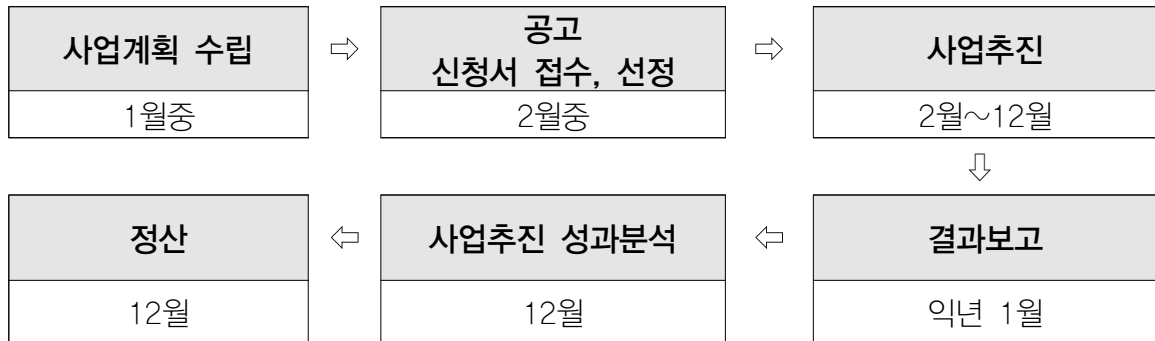 사업계획 수립
⇨
공고
신청서 접수, 선정
⇨
사업추진
1월중
2월중
2월～12월
⇩
정산
⇦
사업추진 성과분석
⇦
결과보고
12월
12월
익년 1월